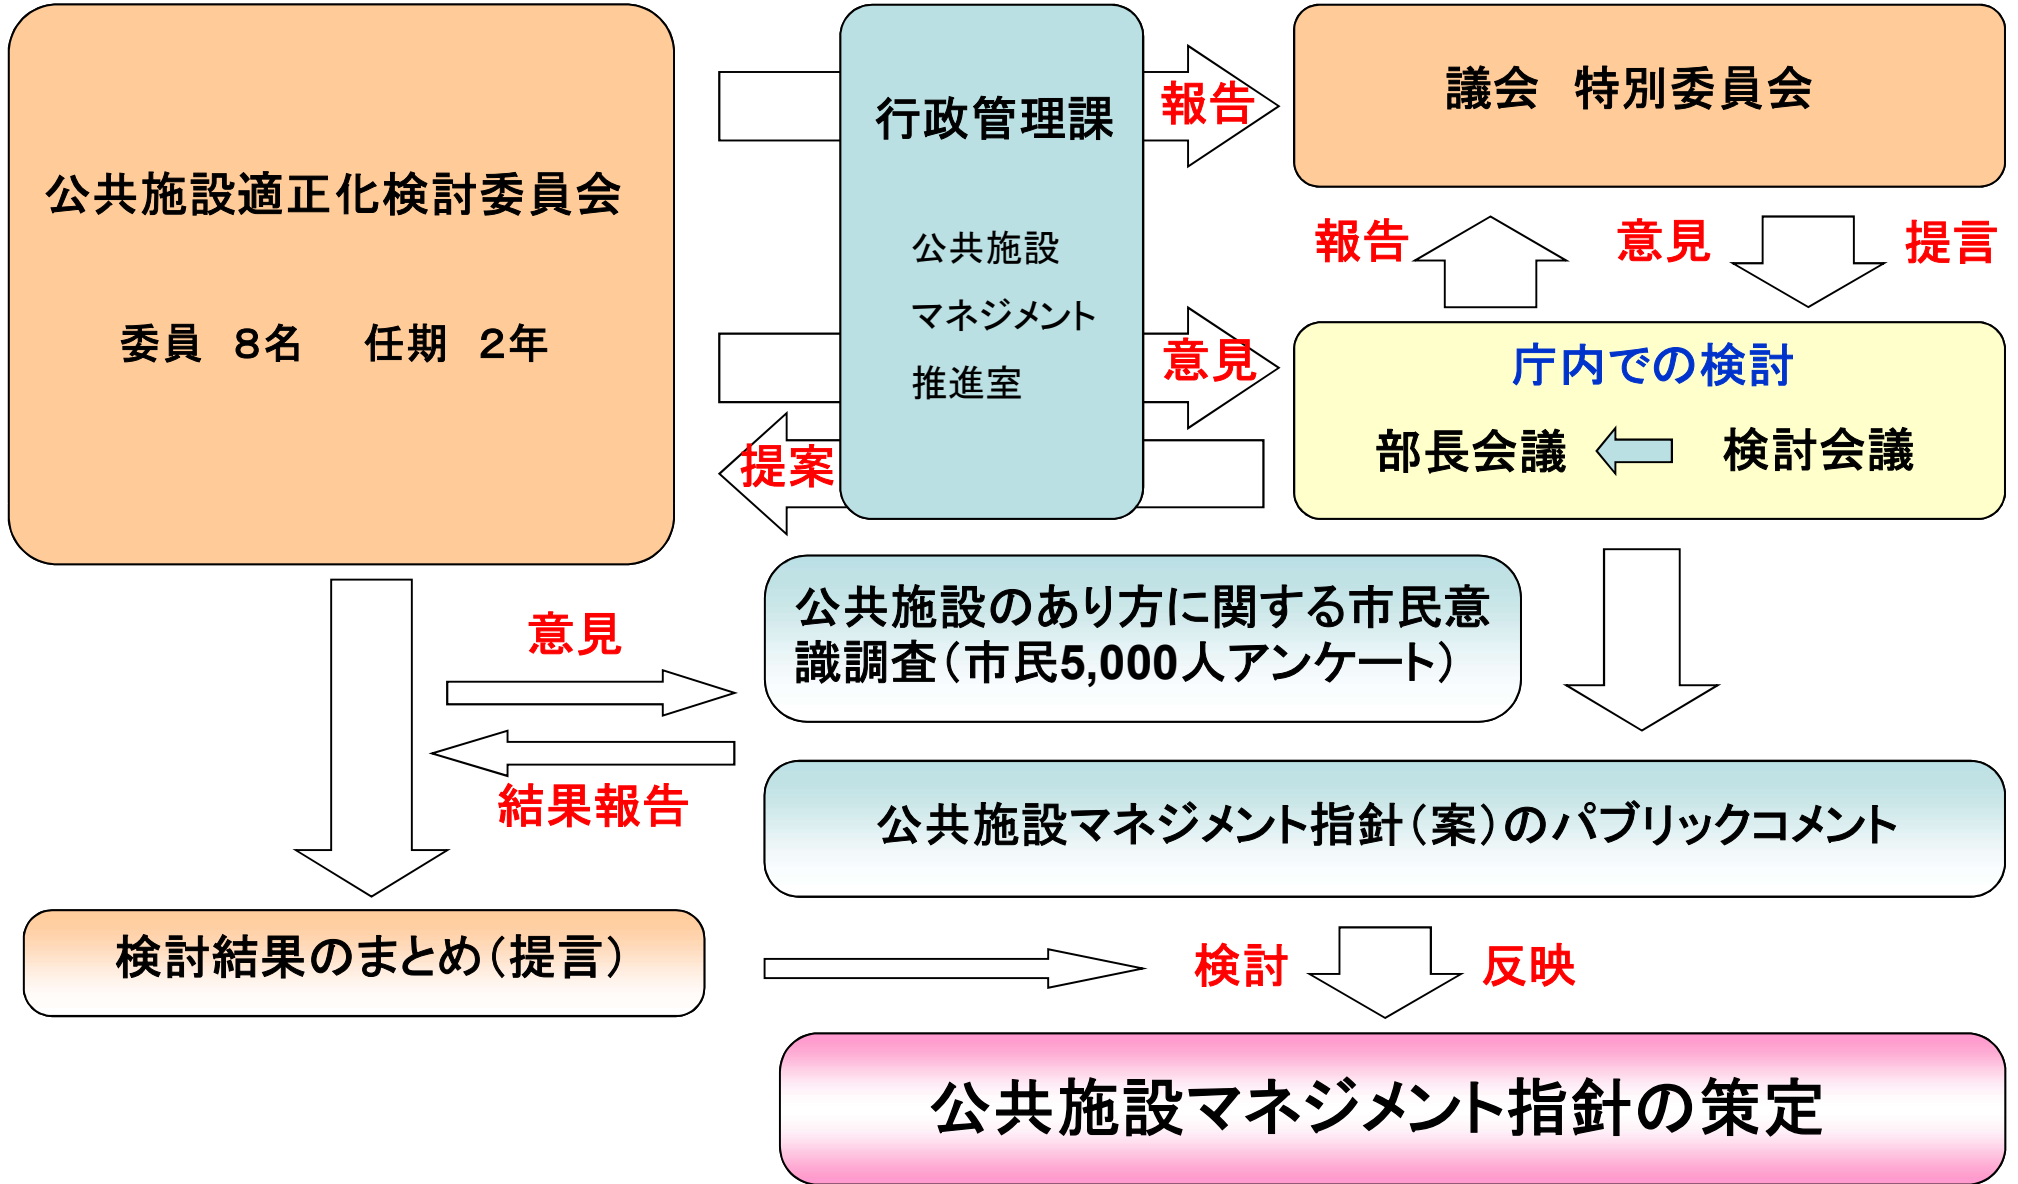 公共施設適正化検討委員会
委員　8名　　任期　2年
行政管理課
公共施設
マネジメント
推進室
報告
意見
提案
議会　特別委員会
報告
意見
提言
庁内での検討
部長会議
検討会議
公共施設のあり方に関する市民意
識調査（市民5,000人アンケート）
意見
結果報告
公共施設マネジメント指針（案）のパブリックコメント
検討結果のまとめ（提言）
検討
反映
公共施設マネジメント指針の策定